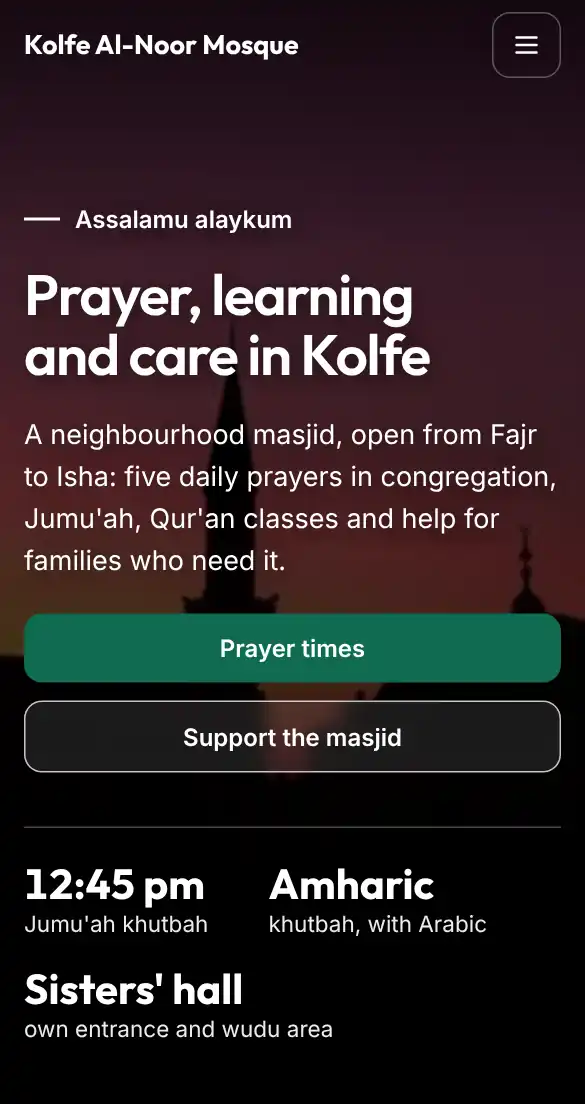 Kolfe Al-Noor Mosque
Assalamu alaykum
Prayer, learning
and care in Kolfe
A neighbourhood masjid, open from Fajr
to Isha: five daily prayers in congregation,
Jumu'ah, Qur'an classes and help for
families who need it.
Prayer times
Support the masjid
12:45 pm
Jumu'ah khutbah
Amharic
khutbah, with Arabic
Sisters' hall
own entrance and wudu area